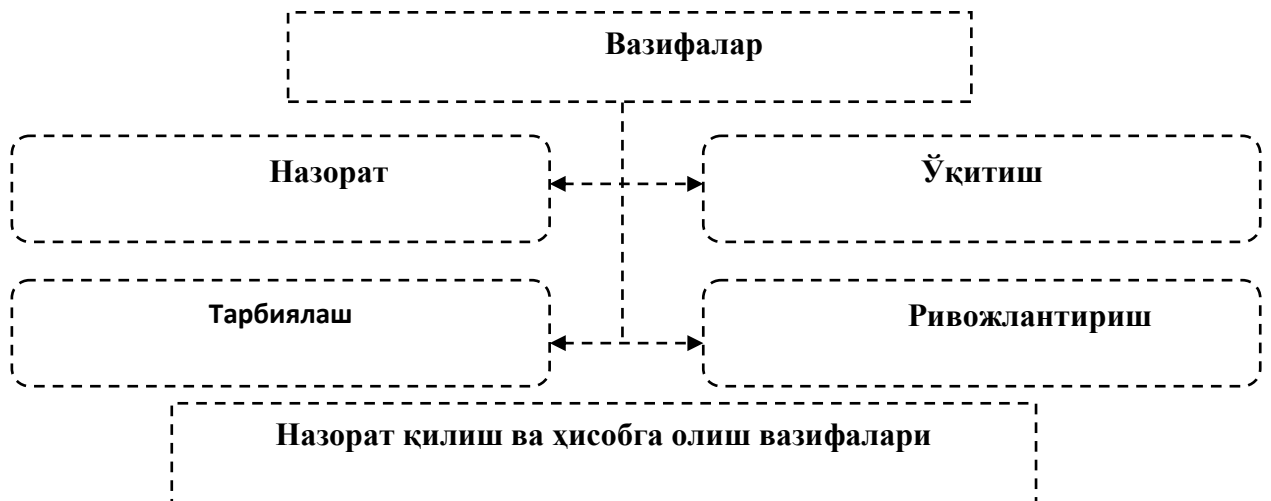 Вазифалар
Назорат
Ўқитиш
Тарбиялаш
Ривожлантириш
Назорат қилиш ва ҳисобга олиш вазифалари